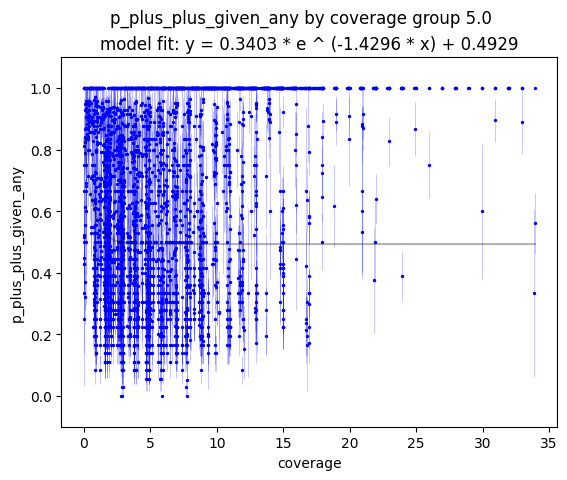 p_plus_plus_given_any by coverage group 5.0
model fit: y = 0.3403 * e ^ (-1.4296 * x) + 0.4929
1.0
0.8
0.6
0.4
0.2
0.0
p_plus_plus_given_any
0 5 10 15 20 25 30 35
coverage